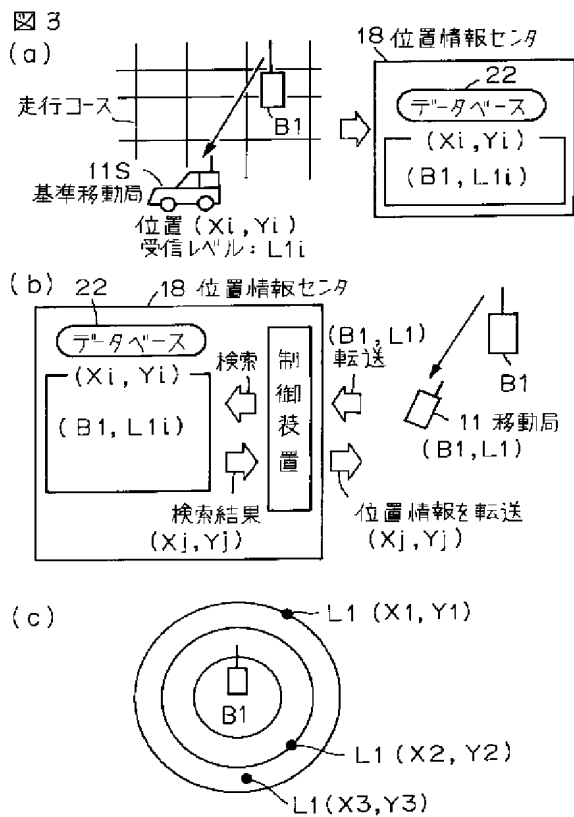 図3
(a)
走行コース
B1
11S
基準移動局
位置(Xi,Yi)
受信レベル:L1i
18 位置情報センタ
22
データベース
(Xi,Yi)
(B1,L1i)
(b)
22
18 位置情報センタ
データベース
(Xi,Yi)
(B1,L1i)
検索
検索結果
(Xj,Yj)
制御装置
(B1,L1)
転送
B1
11 移動局
(B1,L1)
位置情報を転送
(Xj,Yj)
(c)
B1
L1(X1,Y1)
L1(X2,Y2)
L1(X3,Y3)